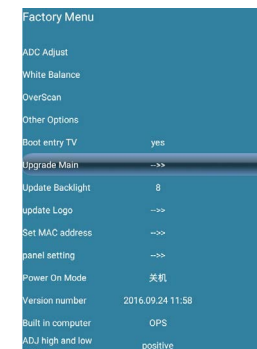 Factory Menu
ADC Adjust
White Balance
OverScan
Other Options
Boot entry TV yes
Upgrade Main -->>
Update Backlight 8
update Logo -->>
Set MAC address -->>
panel setting -->>
Power On Mode 关机
Version number 2016.09.24 11:58
Built in computer OPS
ADJ high and low positive